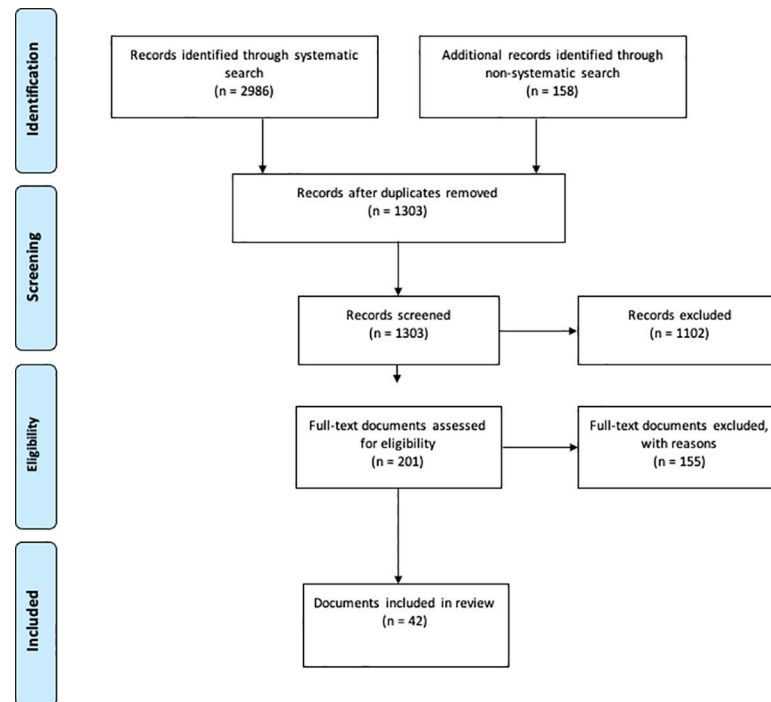 Identification
Records identified through systematic
search
(n = 2986)
Additional records identified through
non-systematic search
(n = 158)
Screening
Records after duplicates removed
(n = 1303)
Records screened
(n = 1303)
Records excluded
(n = 1102)
Eligibility
Full-text documents assessed
for eligibility
(n = 201)
Full-text documents excluded,
with reasons
(n = 155)
Included
Documents included in review
(n = 42)